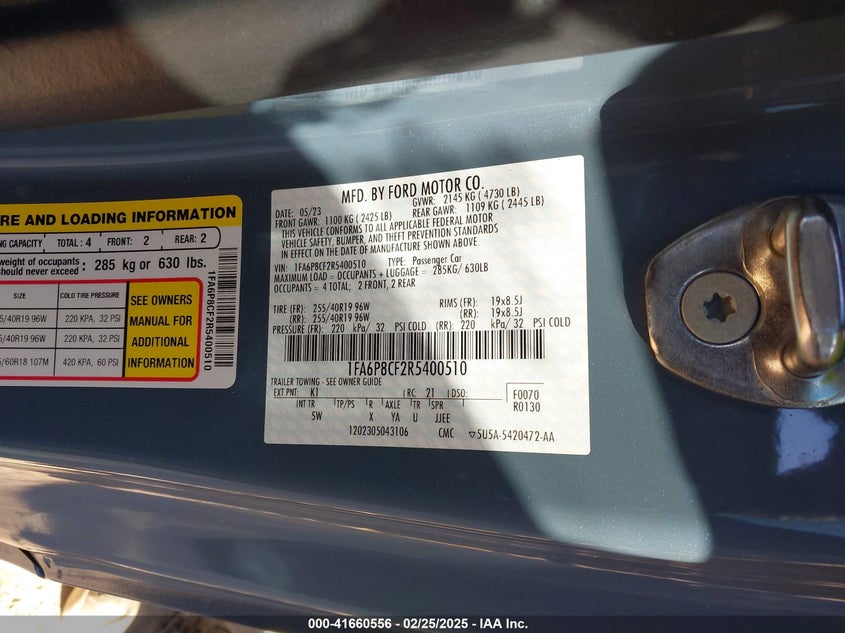 RE AND LOADING INFORMATION
NG CAPACITY TOTAL : 4 FRONT: 2 REAR: 2
weight of occupants
hould never exceed : 285 kg or 630 lbs.
SIZE COLD TIRE PRESSURE
/40R19 96W 220 KPA, 32 PSI
/40R19 96W 220 KPA, 32 PSI
/60R18 107M 420 KPA, 60 PSI
SEE OWNERS
MANUAL FOR
ADDITIONAL
INFORMATION
1FA6P8CF2R5400510
MFD. BY FORD MOTOR CO.
DATE: 05/23 GVWR: 2145 KG ( 4730 LB)
FRONT GAWR: 1100 KG ( 2425 LB) REAR GAWR: 1109 KG ( 2445 LB)
THIS VEHICLE CONFORMS TO ALL APPLICABLE FEDERAL MOTOR
VEHICLE SAFETY, BUMPER, AND THEFT PREVENTION STANDARDS
IN EFFECT ON THE DATE OF MANUFACTURE SHOWN ABOVE.
VIN: 1FA6P8CF2R5400510 TYPE: Passenger Car
MAXIMUM LOAD = OCCUPANTS + LUGGAGE = 285KG/ 630LB
OCCUPANTS = 4 TOTAL; 2 FRONT, 2 REAR
TIRE (FR): 255/40R19 96W RIMS (FR): 19x8.5J
(RR): 255/40R19 96W (RR): 19x8.5J
PRESSURE (FR): 220 kPa/ 32 PSI COLD (RR): 220 kPa/ 32 PSI COLD
1FA6P8CF2R5400510
TRAILER TOWING - SEE OWNER GUIDE
EXT PNT: K1 RC: 21 DSO: F0070
INT TR TP/PS R AXLE TR SPR R0130
5W X YA U JJEE
1202305043106 CMC ▽5U5A-5420472-AA
000-41660556 - 02/25/2025 - IAA Inc.